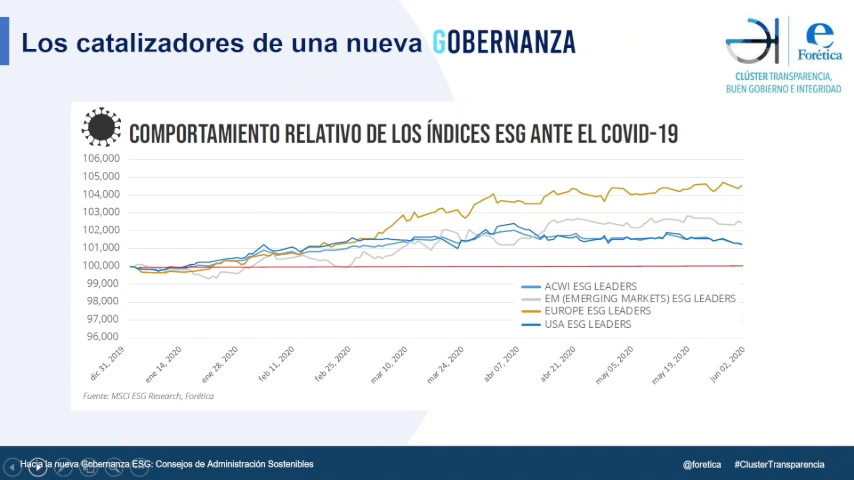 Los catalizadores de una nueva GOBERNANZA
Forética
CLÚSTER TRANSPARENCIA,
BUEN GOBIERNO E INTEGRIDAD
COMPORTAMIENTO RELATIVO DE LOS ÍNDICES ESG ANTE EL COVID-19
106,000
105,000
104,000
103,000
102,000
101,000
100,000
99,000
98,000
97,000
96,000
ACWI ESG LEADERS
EM (EMERGING MARKETS) ESG LEADERS
EUROPE ESG LEADERS
USA ESG LEADERS
dic 31, 2019
ene 14, 2020
ene 28, 2020
feb 11, 2020
feb 25, 2020
mar 10, 2020
mar 24, 2020
abr 07, 2020
abr 21, 2020
may 05, 2020
may 19, 2020
jun 02, 2020
Fuente: MSCI ESG Research, Forética
Hacia la nueva Gobernanza ESG: Consejos de Administración Sostenibles
@foretica
#ClusterTransparencia